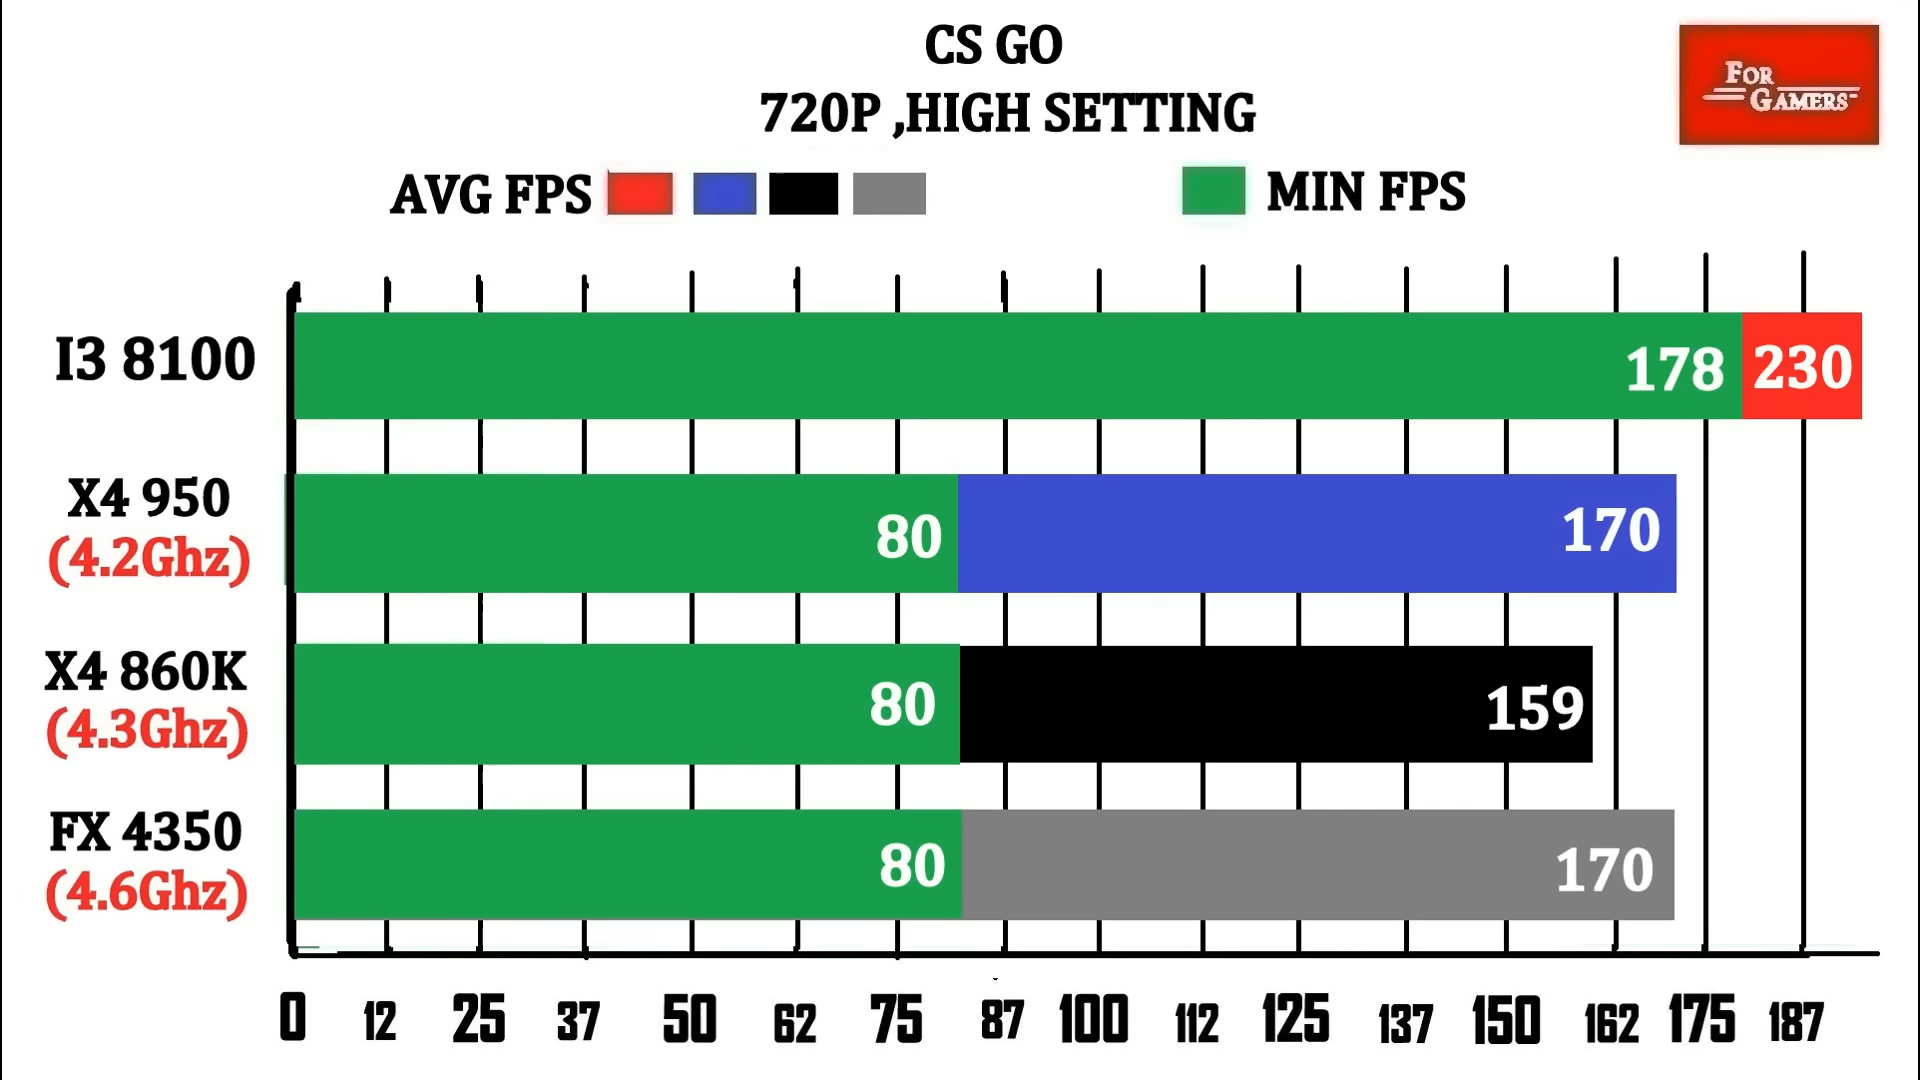 CS GO
720P ,HIGH SETTING
FOR
GAMERS
AVG FPS
MIN FPS
I3 8100
178
230
X4 950
(4.2Ghz)
80
170
X4 860K
(4.3Ghz)
80
159
FX 4350
(4.6Ghz)
80
170
0 12 25 37 50 62 75 87 100 112 125 137 150 162 175 187